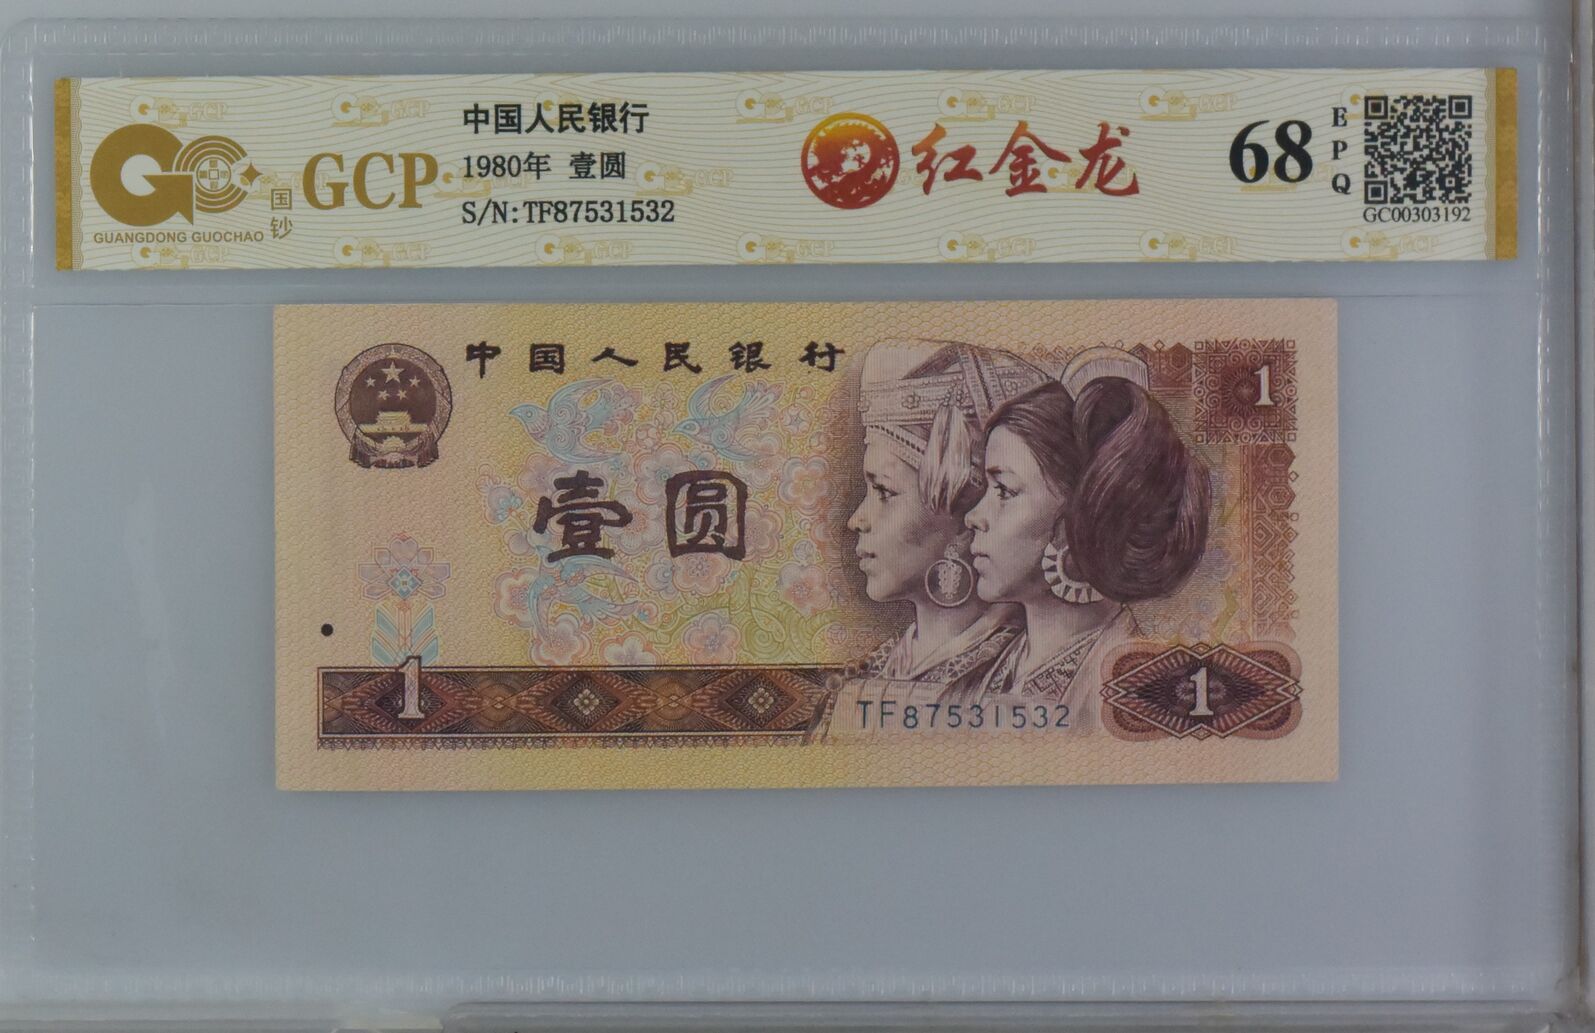 中国人民银行
1980年 壹圆
S/N:TF87531532
GCP
国钞
GUANGDONG GUOCHAO
红金龙
68
EPQ
GC00303192
中国人民银行
1
壹圆
1
TF87531532
1